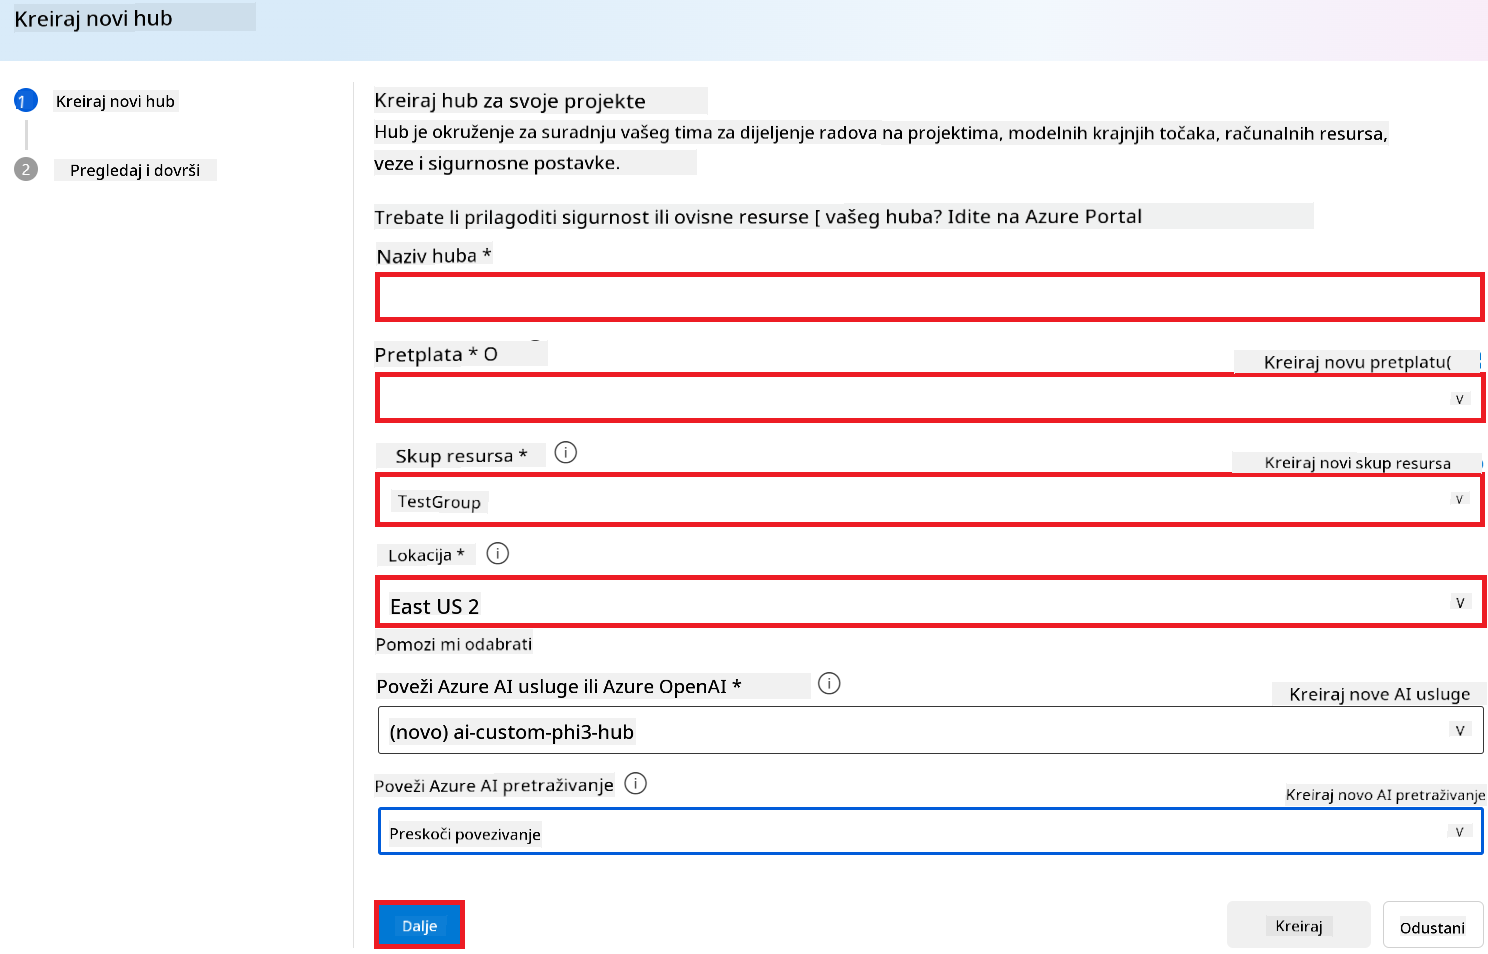 Kreiraj novi hub
1 Kreiraj novi hub
2 Pregledaj i dovrši
Kreiraj hub za svoje projekte
Hub je okruženje za suradnju vašeg tima za dijeljenje radova na projektima, modelnih krajnjih točaka, računalnih resursa,
veze i sigurnosne postavke.
Trebate li prilagoditi sigurnost ili ovisne resurse [ vašeg huba? Idite na Azure Portal
Naziv huba *
Pretplata * O
Kreiraj novu pretplatu(
v
Skup resursa * i
Kreiraj novi skup resursa
TestGroup v
Lokacija * i
East US 2 v
Pomozi mi odabrati
Poveži Azure AI usluge ili Azure OpenAI * i
Kreiraj nove AI usluge
(novo) ai-custom-phi3-hub v
Poveži Azure AI pretraživanje i
Kreiraj novo AI pretraživanje
Preskoči povezivanje v
Dalje Kreiraj Odustani